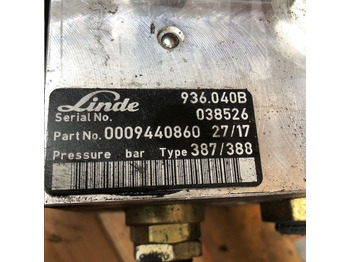 Linde 936.040B
Serial No. 038526
Part No. 0009440860 27/17
Pressure bar Type 387/388